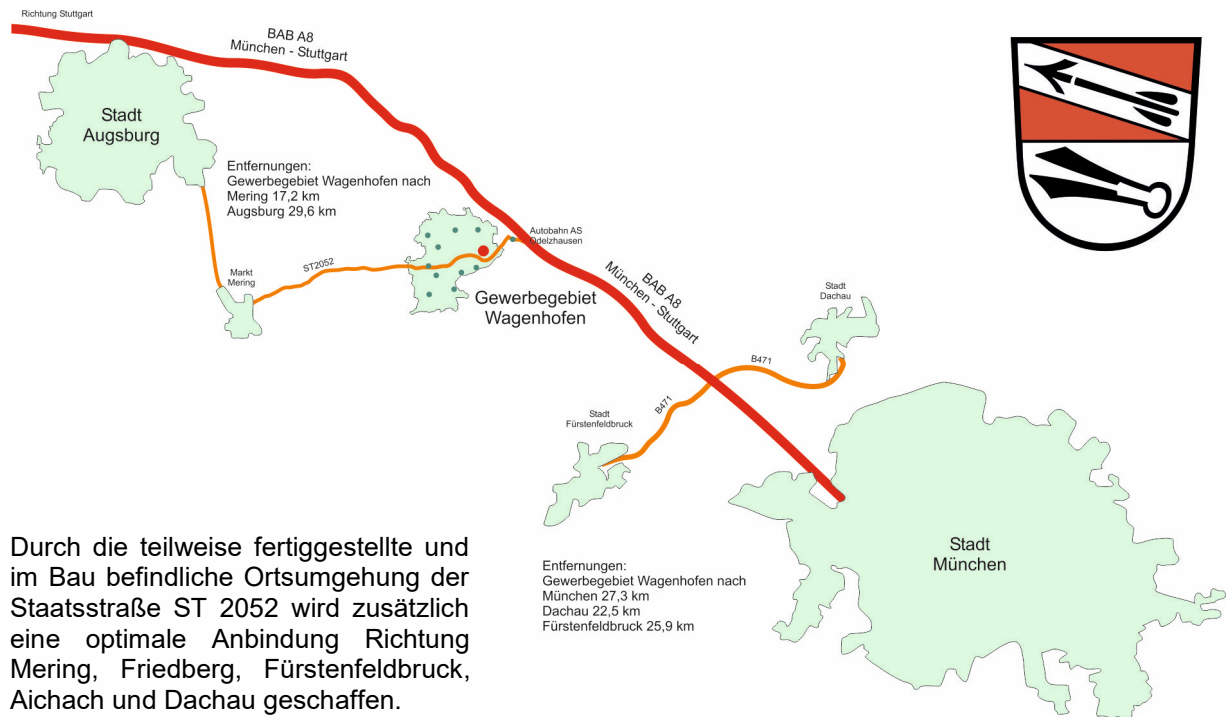 Richtung Stuttgart
BAB A8
München - Stuttgart
Stadt
Augsburg
Entfernungen:
Gewerbegebiet Wagenhofen nach
Mering 17,2 km
Augsburg 29,6 km
Autobahn AS
Odelzhausen
ST2052
Markt
Mering
Gewerbegebiet
Wagenhofen
BAB A8
München - Stuttgart
Stadt
Dachau
B471
B471
Stadt
Fürstenfeldbruck
Stadt
München
Entfernungen:
Gewerbegebiet Wagenhofen nach
München 27,3 km
Dachau 22,5 km
Fürstenfeldbruck 25,9 km
Durch die teilweise fertiggestellte und
im Bau befindliche Ortsumgehung der
Staatsstraße ST 2052 wird zusätzlich
eine optimale Anbindung Richtung
Mering, Friedberg, Fürstenfeldbruck,
Aichach und Dachau geschaffen.